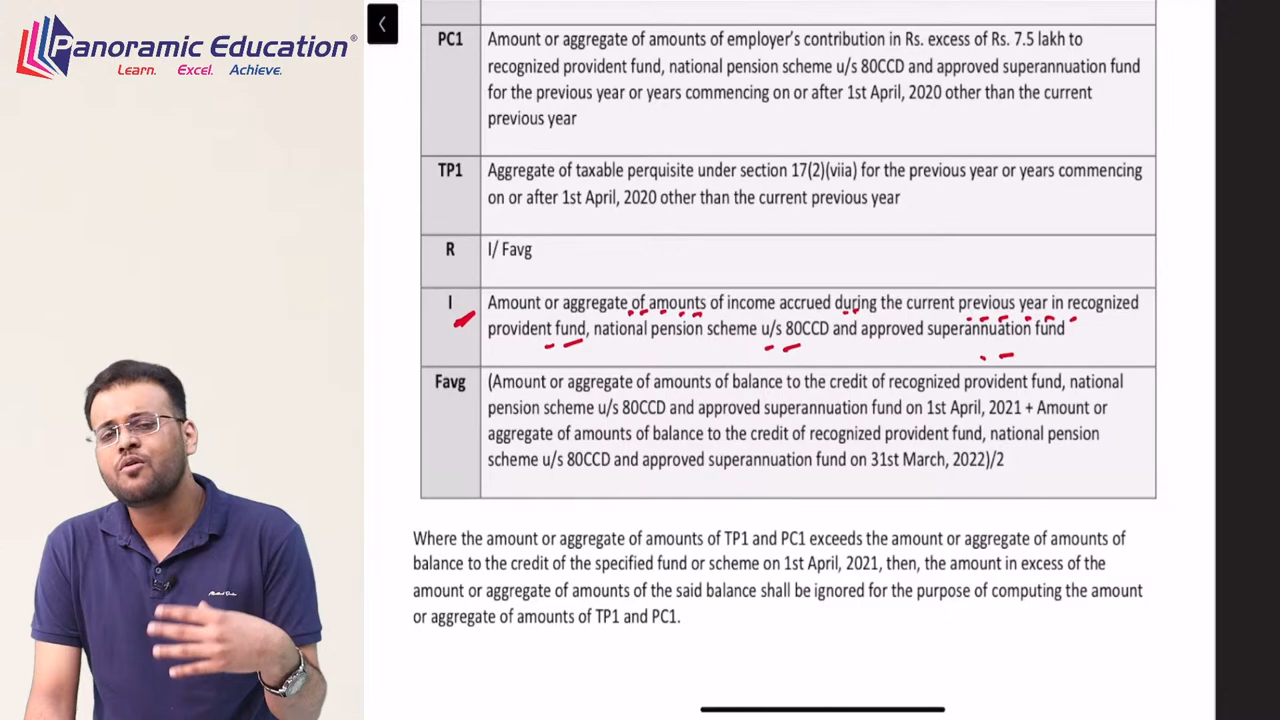 Panoramic Education®
Learn. Excel. Achieve.
PC1
Amount or aggregate of amounts of employer's contribution in Rs. excess of Rs. 7.5 lakh to
recognized provident fund, national pension scheme u/s 80CCD and approved superannuation fund
for the previous year or years commencing on or after 1st April, 2020 other than the current
previous year
TP1
Aggregate of taxable perquisite under section 17(2)(viia) for the previous year or years commencing
on or after 1st April, 2020 other than the current previous year
R
I/ Favg
I
Amount or aggregate of amounts of income accrued during the current previous year in recognized
provident fund, national pension scheme u/s 80CCD and approved superannuation fund
Favg
(Amount or aggregate of amounts of balance to the credit of recognized provident fund, national
pension scheme u/s 80CCD and approved superannuation fund on 1st April, 2021 + Amount or
aggregate of amounts of balance to the credit of recognized provident fund, national pension
scheme u/s 80CCD and approved superannuation fund on 31st March, 2022)/2
Where the amount or aggregate of amounts of TP1 and PC1 exceeds the amount or aggregate of amounts of
balance to the credit of the specified fund or scheme on 1st April, 2021, then, the amount in excess of the
amount or aggregate of amounts of the said balance shall be ignored for the purpose of computing the amount
or aggregate of amounts of TP1 and PC1.